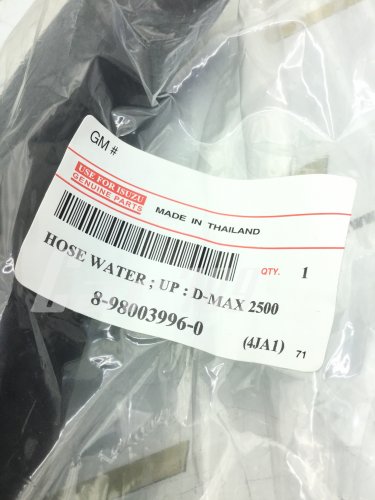 GM #
USE FOR ISUZU
GENUINE PARTS
MADE IN THAILAND
QTY. 1
HOSE WATER ; UP : D-MAX 2500
8-98003996-0
(4JA1) 71